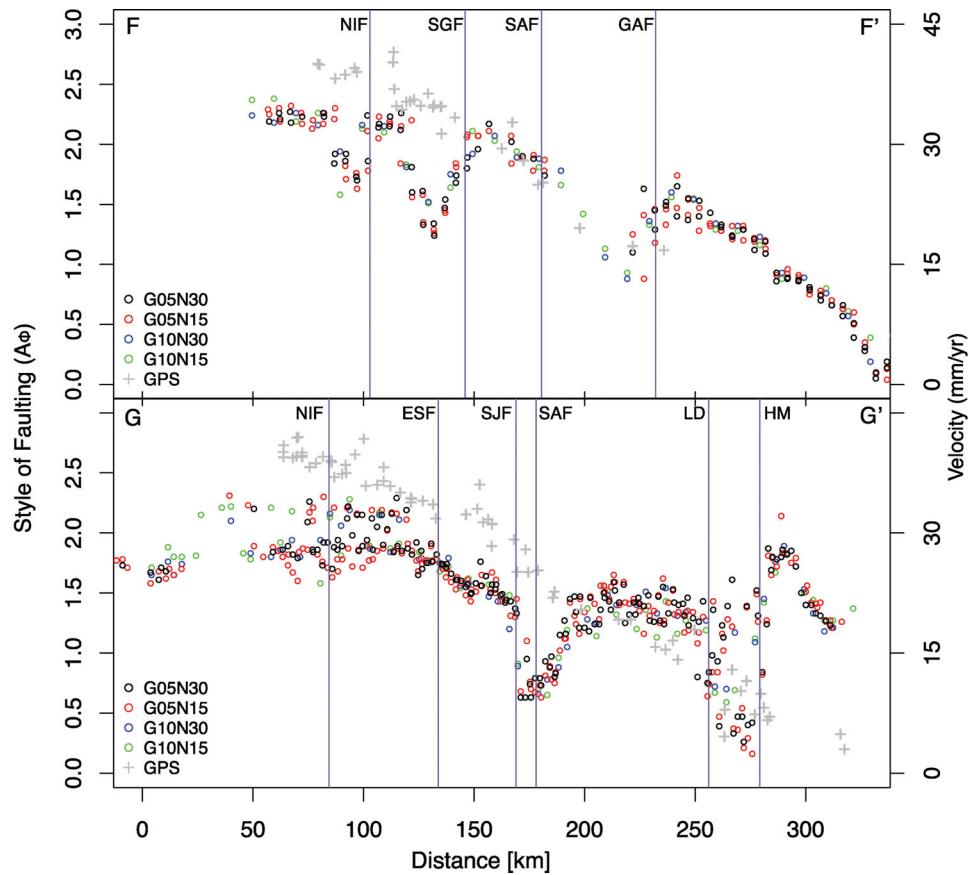 F NIF SGF SAF GAF F'
3.0
2.5
2.0
1.5
1.0
0.5
0.0
45
30
15
0
G05N30
G05N15
G10N30
G10N15
GPS
G NIF ESF SJF SAF LD HM G'
2.5
2.0
1.5
1.0
0.5
0.0
30
15
0
G05N30
G05N15
G10N30
G10N15
GPS
Style of Faulting (AΦ)
Velocity (mm/yr)
0 50 100 150 200 250 300
Distance [km]